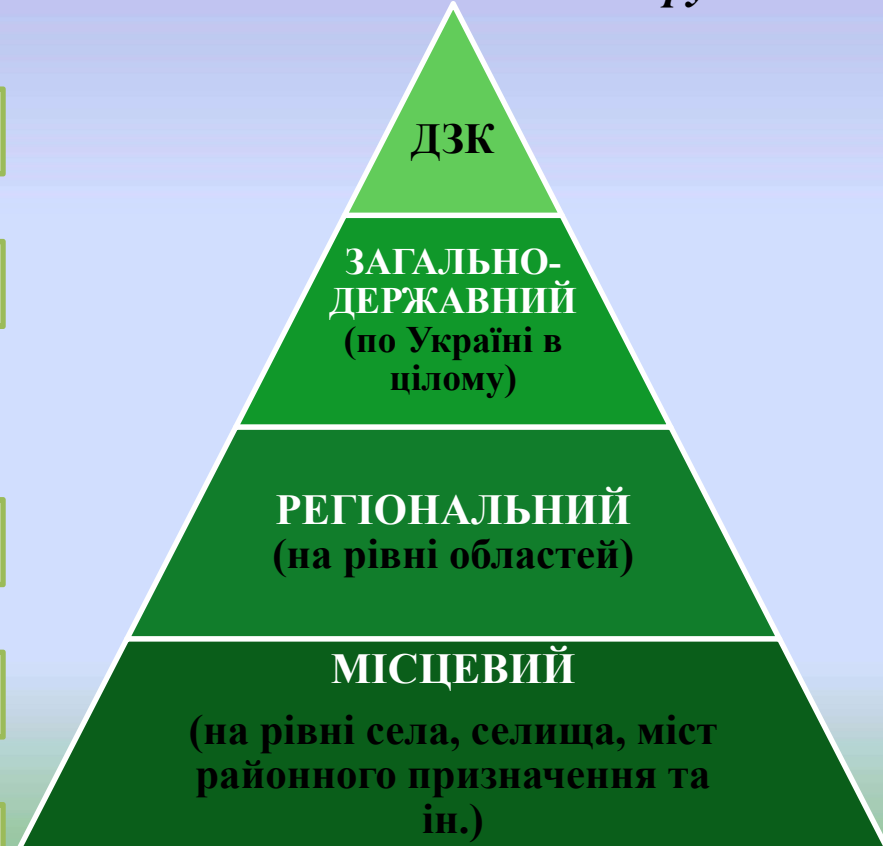 ДЗК
ЗАГАЛЬНО-
ДЕРЖАВНИЙ
(по Україні в
цілому)
РЕГІОНАЛЬНИЙ
(на рівні областей)
МІСЦЕВИЙ
(на рівні села, селища, міст
районного призначення та
ін.)